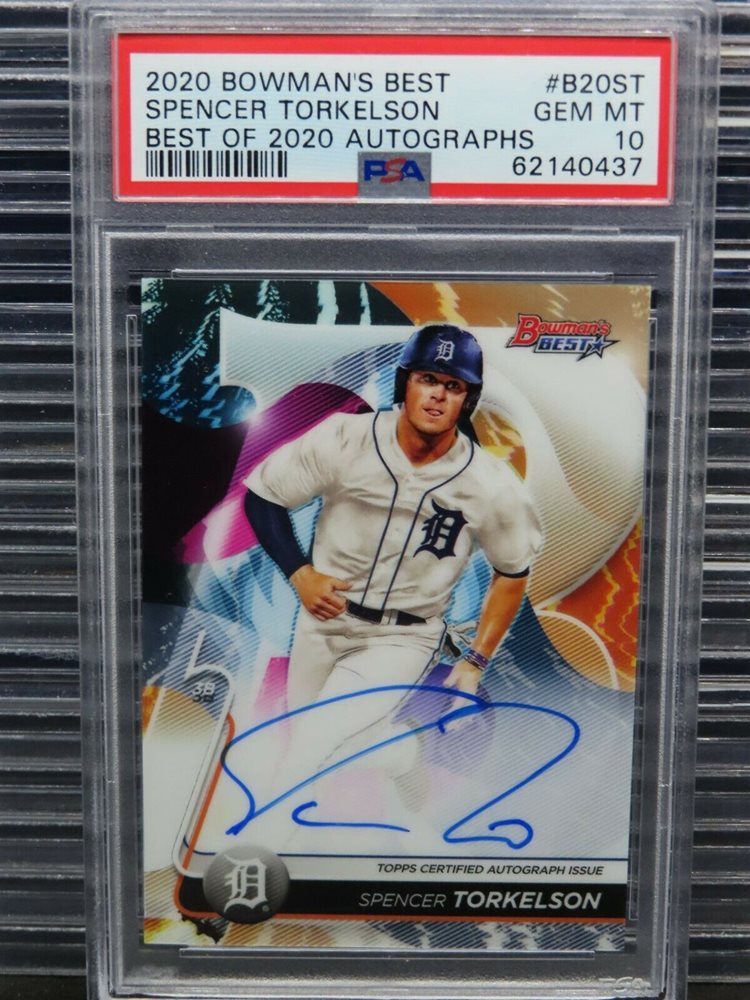 2020 BOWMAN'S BEST #B20ST
SPENCER TORKELSON GEM MT
BEST OF 2020 AUTOGRAPHS 10
PSA 62140437
Bowman's
BEST
D
D
3B
TOPPS CERTIFIED AUTOGRAPH ISSUE
D
SPENCER TORKELSON